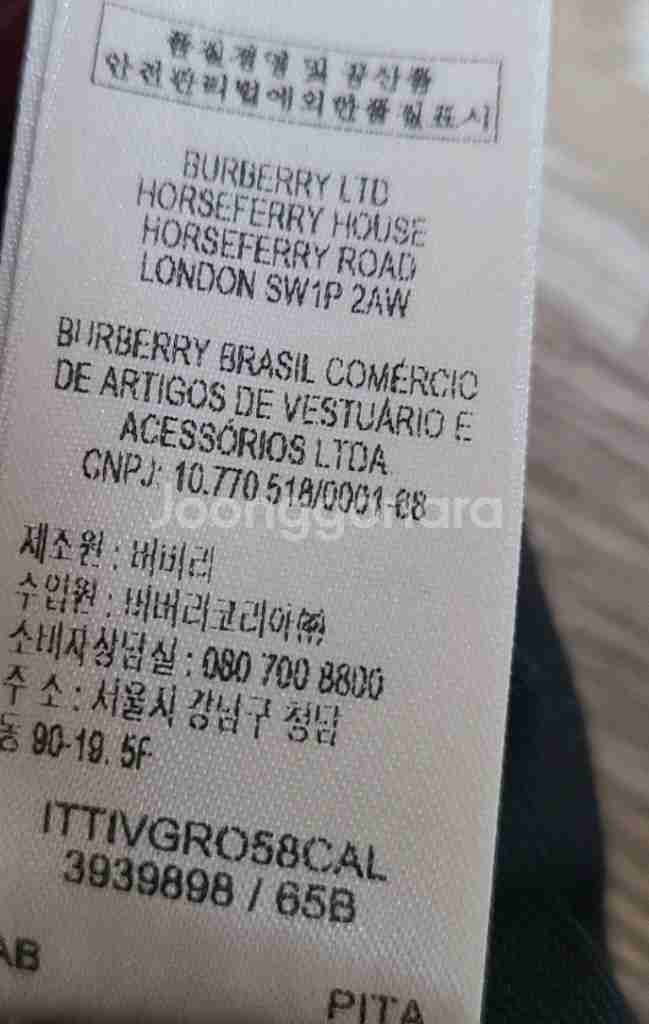 품질경영 및 공산품
안전관리법에의한품질표시
BURBERRY LTD
HORSEFERRY HOUSE
HORSEFERRY ROAD
LONDON SW1P 2AW
BURBERRY BRASIL COMÉRCIO
DE ARTIGOS DE VESTUÁRIO E
ACESSÓRIOS LTDA
CNPJ: 10.770 518/0001-68
Joonggonara
제조원 : 버버리
수입원 : 버버리코리아㈜
소비자상담실 : 080 700 8800
주 소 : 서울시 강남구 청담
동 90-19. 5F
ITTIVGRO58CAL
3939898 / 65B
AB
PITA